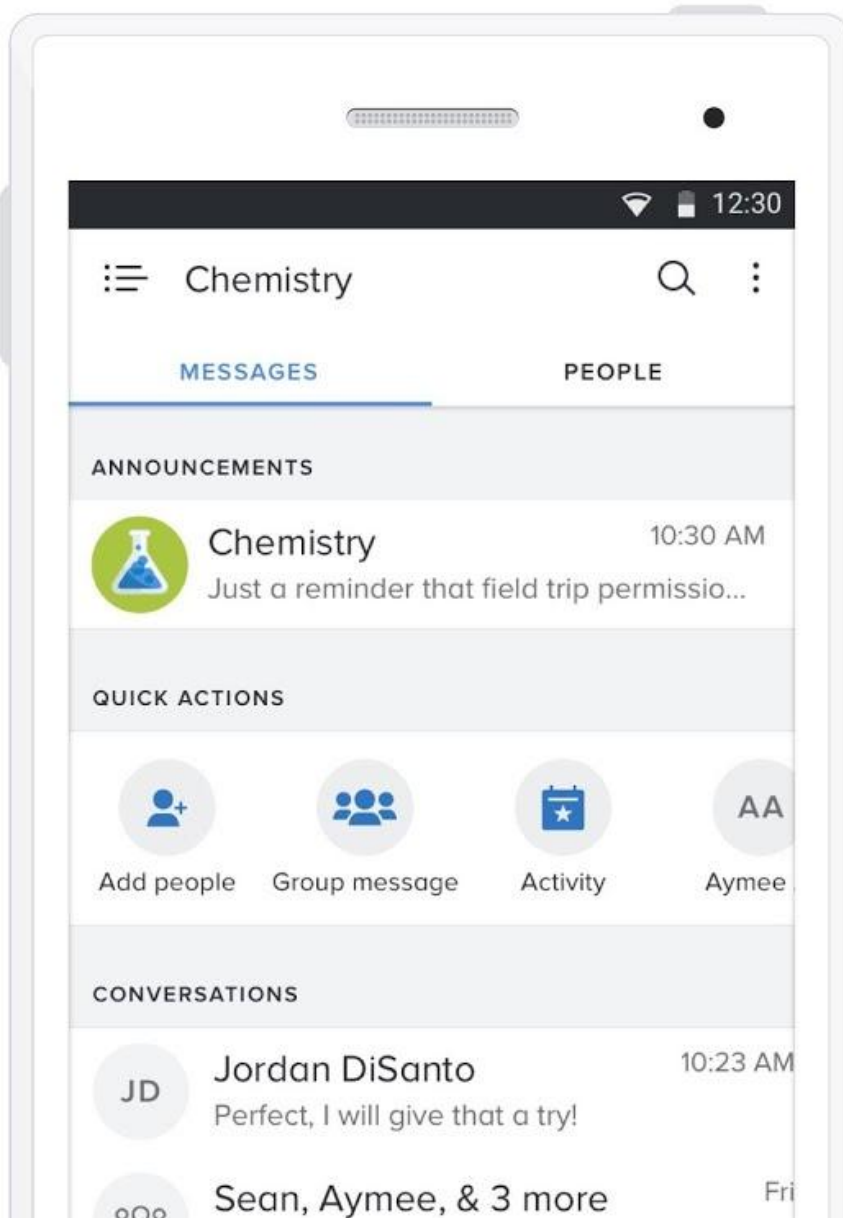 12:30
Chemistry
MESSAGES PEOPLE
ANNOUNCEMENTS
Chemistry 10:30 AM
Just a reminder that field trip permissio...
QUICK ACTIONS
AA
Add people Group message Activity Aymee
CONVERSATIONS
Jordan DiSanto 10:23 AM
JD
Perfect, I will give that a try!
Sean, Aymee, & 3 more Fri